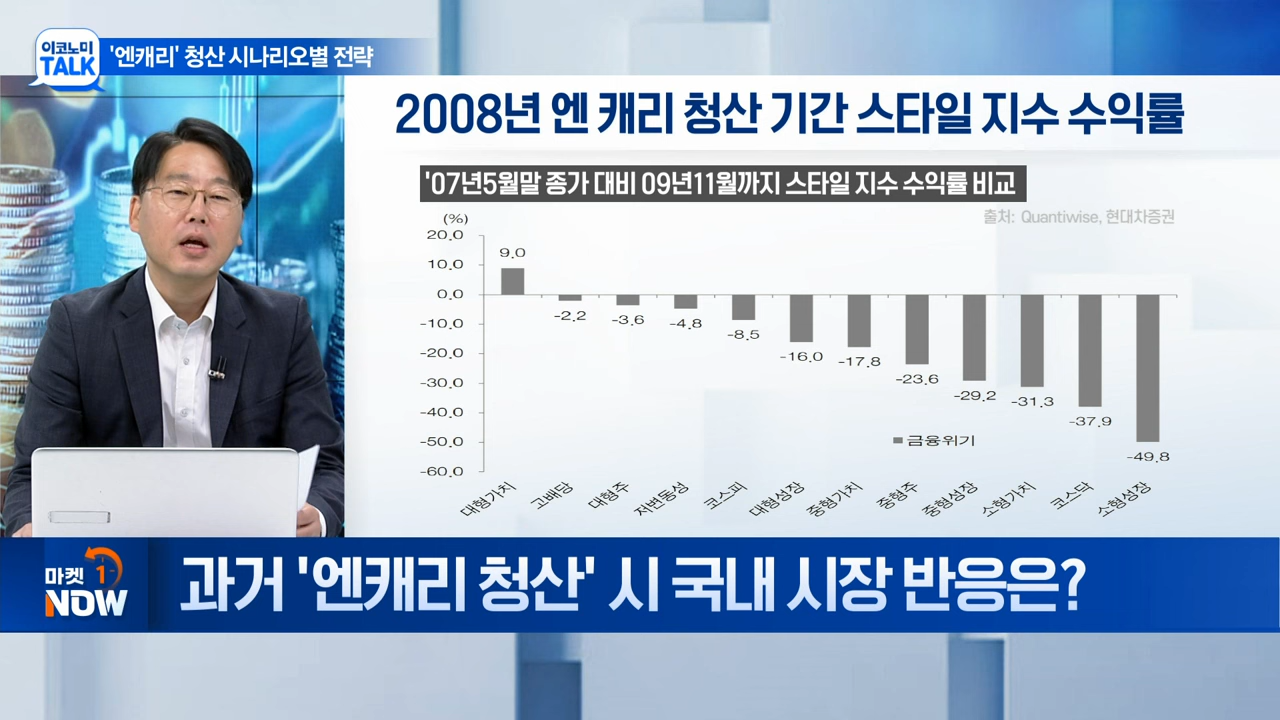 이코노미
TALK
'엔캐리' 청산 시나리오별 전략
2008년 엔 캐리 청산 기간 스타일 지수 수익률
'07년5월말 종가 대비 09년11월까지 스타일 지수 수익률 비교
출처: Quantiwise, 현대차증권
(%)
20.0
10.0
0.0
-10.0
-20.0
-30.0
-40.0
-50.0
-60.0
9.0
-2.2
-3.6
-4.8
-8.5
-16.0
-17.8
-23.6
-29.2
-31.3
-37.9
-49.8
금융위기
대형가치
고배당
대형주
저변동성
코스피
대형성장
중형가치
중형주
중형성장
소형가치
코스닥
소형성장
마켓 1
NOW
과거 '엔캐리 청산' 시 국내 시장 반응은?